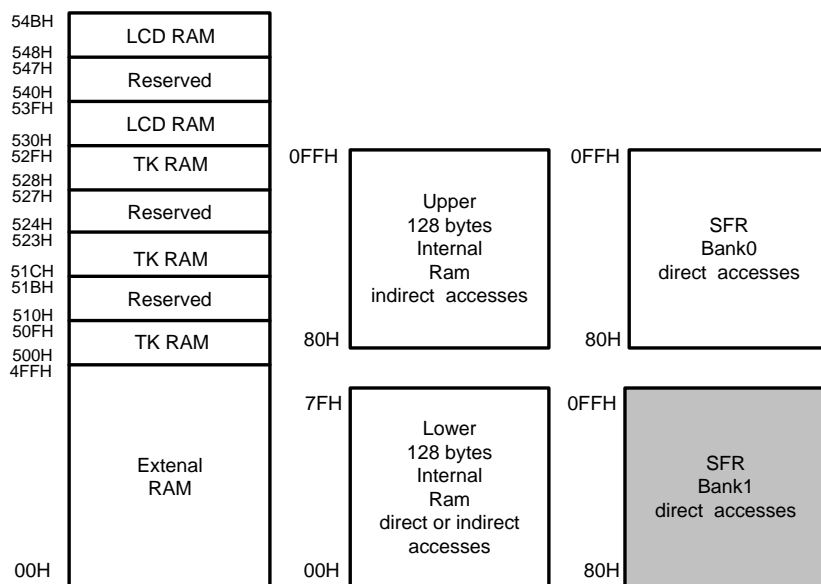 54BH
LCD RAM
548H
547H
Reserved
540H
53FH
LCD RAM
530H
52FH
TK RAM
528H
527H
Reserved
524H
523H
TK RAM
51CH
51BH
Reserved
510H
50FH
TK RAM
500H
4FFH
Extenal
RAM
00H
0FFH
Upper
128 bytes
Internal
Ram
indirect accesses
80H
0FFH
SFR
Bank0
direct accesses
80H
7FH
Lower
128 bytes
Internal
Ram
direct or indirect
accesses
00H
0FFH
SFR
Bank1
direct accesses
80H